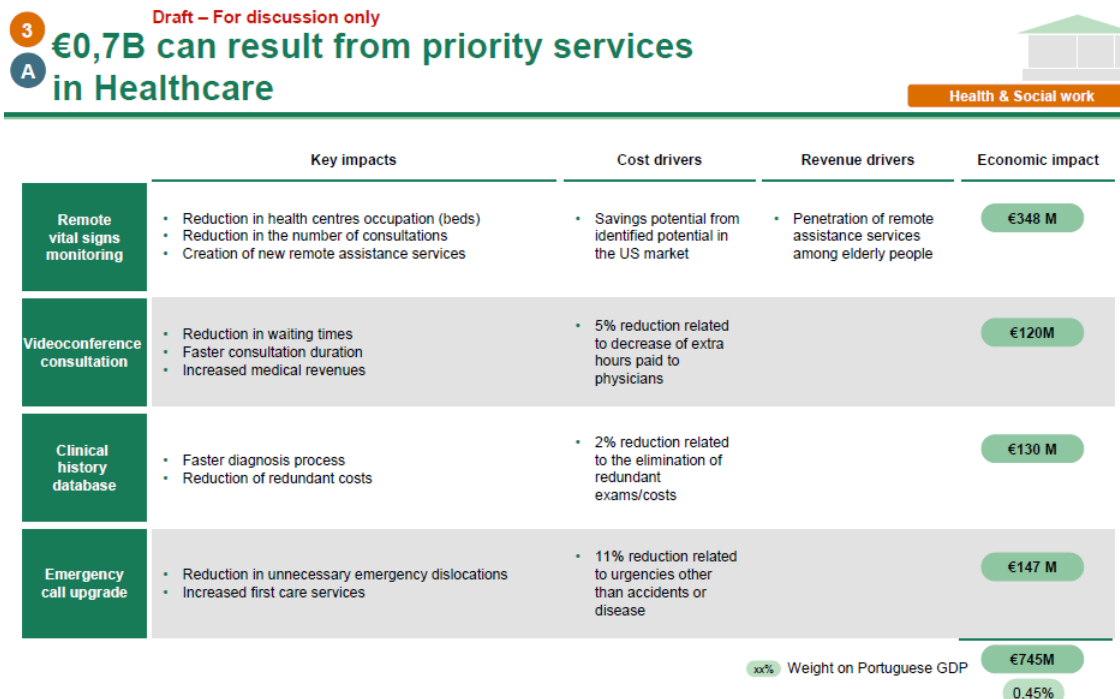 Draft – For discussion only
3
A
€0,7B can result from priority services
in Healthcare
Health & Social work
Key impacts
Cost drivers
Revenue drivers
Economic impact
Remote
vital signs
monitoring
• Reduction in health centres occupation (beds)
• Reduction in the number of consultations
• Creation of new remote assistance services
• Savings potential from
identified potential in
the US market
• Penetration of remote
assistance services
among elderly people
€348 M
Videoconference
consultation
• Reduction in waiting times
• Faster consultation duration
• Increased medical revenues
• 5% reduction related
to decrease of extra
hours paid to
physicians
€120M
Clinical
history
database
• Faster diagnosis process
• Reduction of redundant costs
• 2% reduction related
to the elimination of
redundant
exams/costs
€130 M
Emergency
call upgrade
• Reduction in unnecessary emergency dislocations
• Increased first care services
• 11% reduction related
to urgencies other
than accidents or
disease
€147 M
xx% Weight on Portuguese GDP
€745M
0.45%